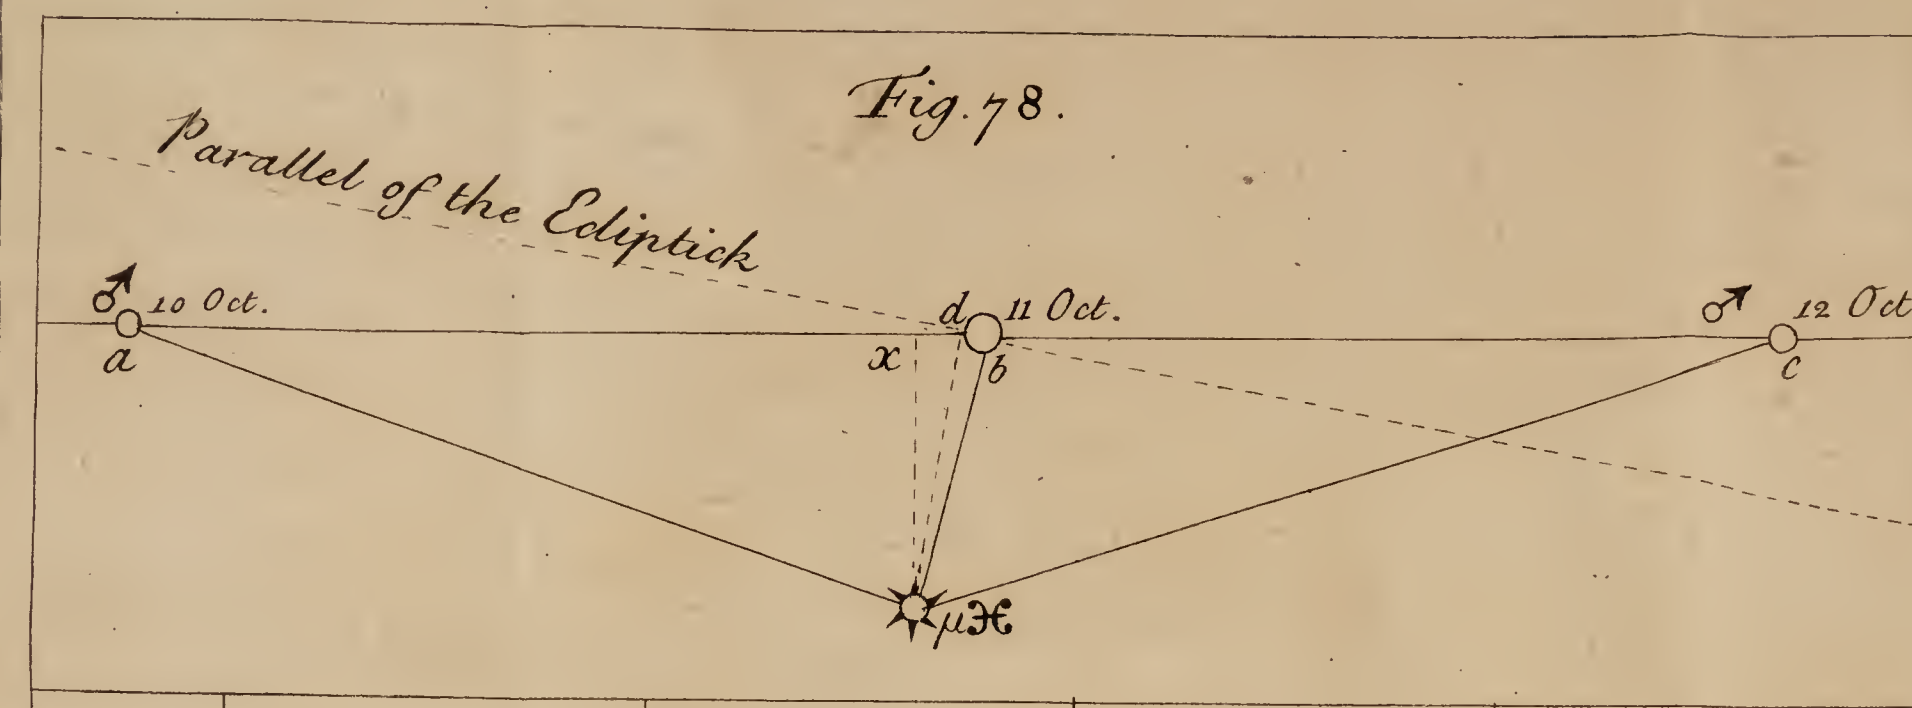 Fig. 78.
Parallel of the Ecliptick
♂ 10 Oct.
a
d 11 Oct.
x
b
♂ 12 Oct
c
μ♓